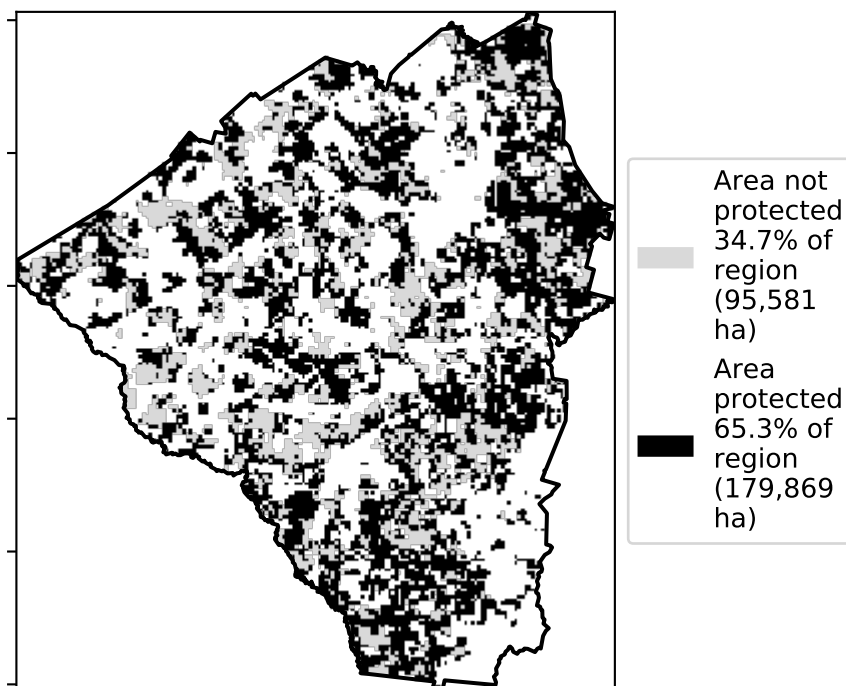 Area not
protected
34.7% of
region
(95,581
ha)
Area
protected
65.3% of
region
(179,869
ha)